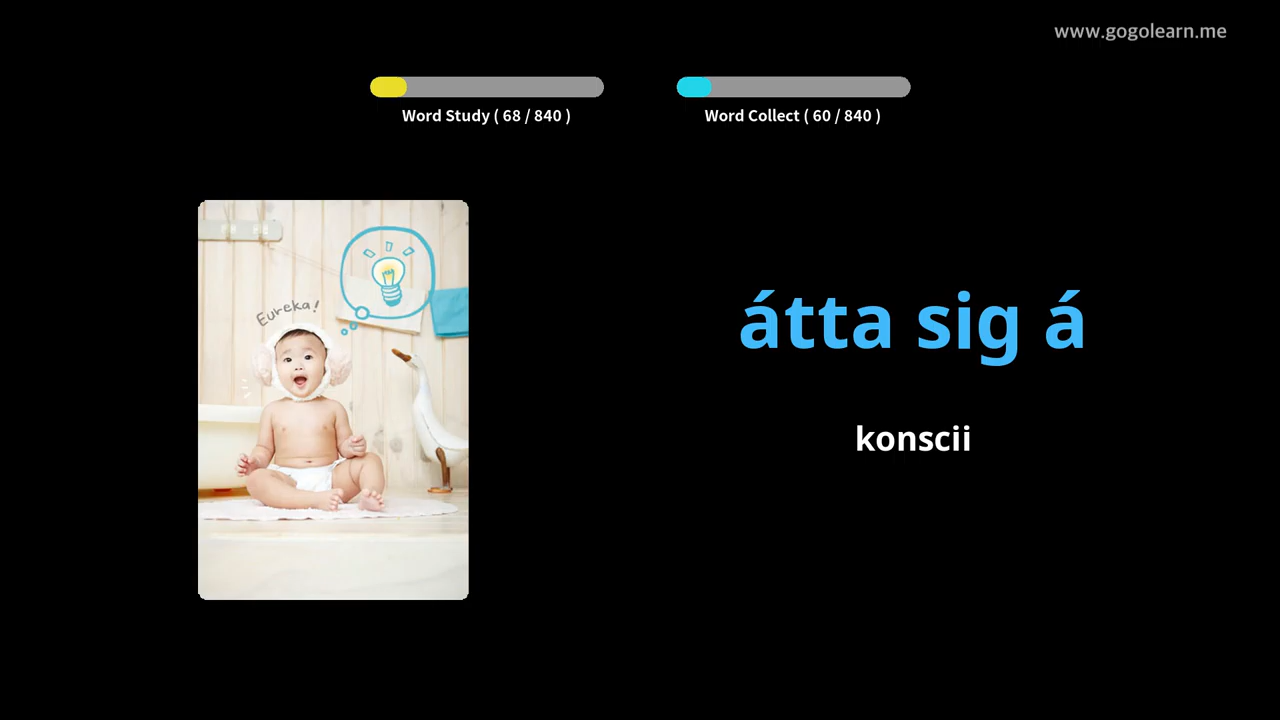 www.gogolearn.me
Word Study ( 68 / 840 )
Word Collect ( 60 / 840 )
Eureka!
átta sig á
konscii